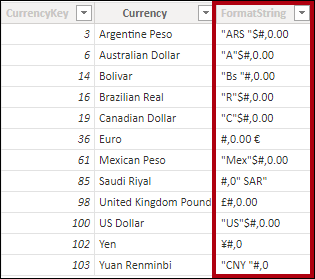 CurrencyKey Currency FormatString
3 Argentine Peso "ARS "$#,0.00
6 Australian Dollar "A"$#,0.00
14 Bolivar "Bs "#,0.00
16 Brazilian Real "R"$#,0.00
19 Canadian Dollar "C"$#,0.00
36 Euro #,0.00 €
61 Mexican Peso "Mex"$#,0.00
85 Saudi Riyal #,0" SAR"
98 United Kingdom Pound £#,0.00
100 US Dollar "US"$#,0.00
102 Yen ¥#,0
103 Yuan Renminbi "CNY "#,0